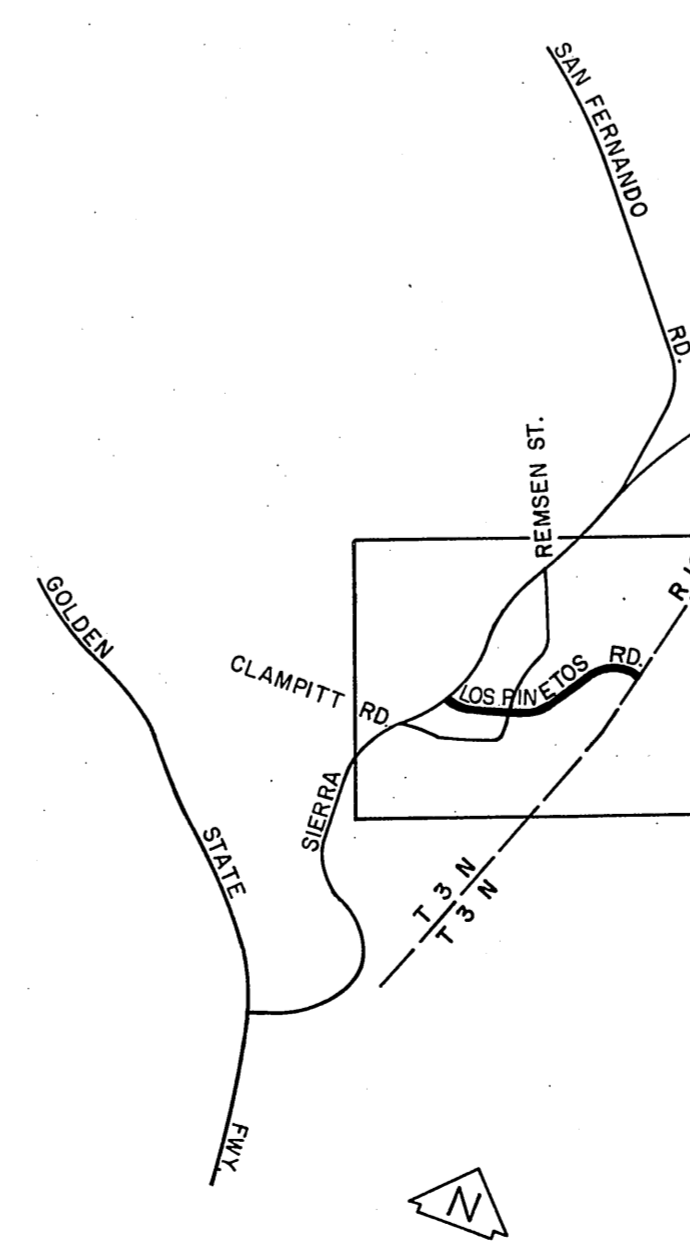 SAN FERNANDO RD.
REMSEN ST.
GOLDEN STATE FWY.
CLAMPITT RD.
LOS PINETOS RD.
SIERRA
T 3 N
T 3 N
N